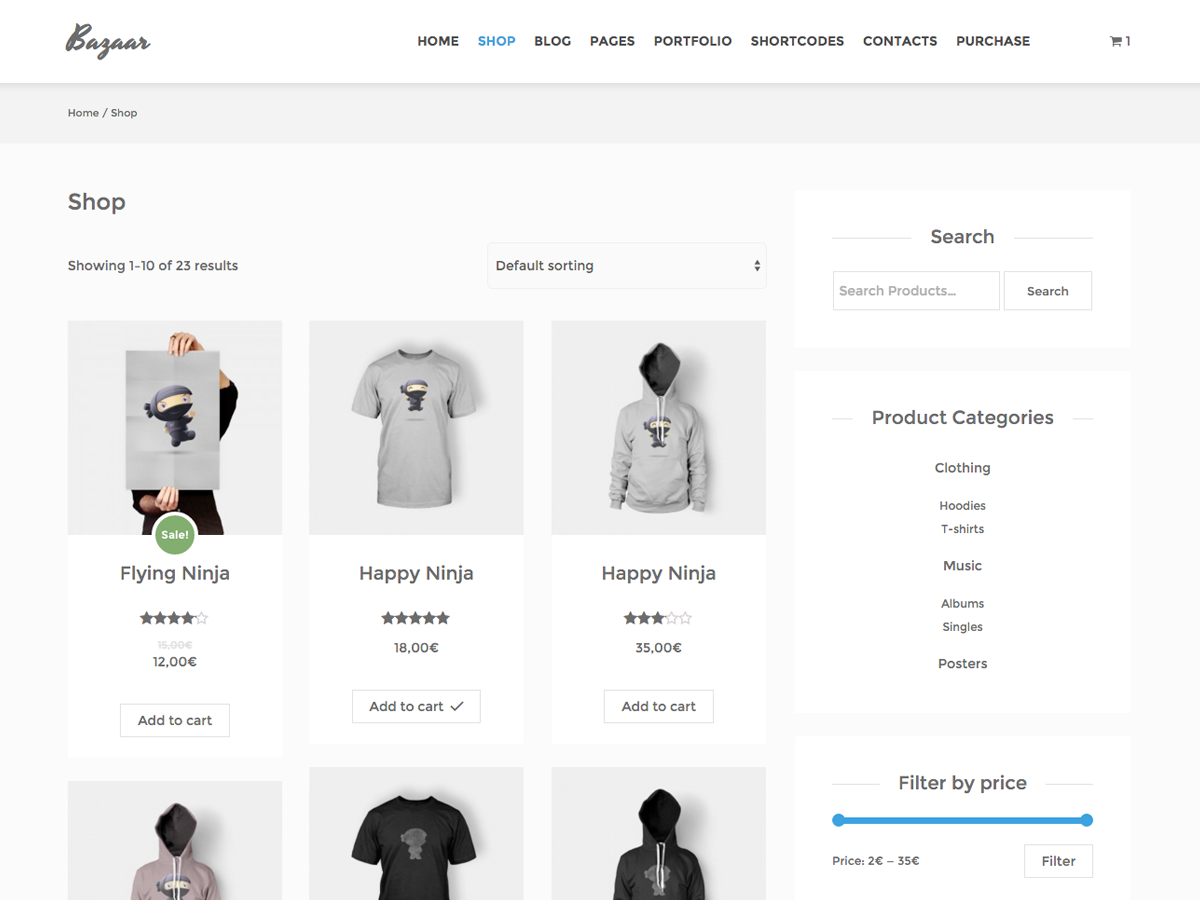 Bazaar
HOME SHOP BLOG PAGES PORTFOLIO SHORTCODES CONTACTS PURCHASE 1
Home / Shop
Shop
Showing 1–10 of 23 results
Default sorting
Sale!
Flying Ninja
15,00€
12,00€
Add to cart
Happy Ninja
18,00€
Add to cart
Happy Ninja
35,00€
Add to cart
Search
Search Products...
Search
Product Categories
Clothing
Hoodies
T-shirts
Music
Albums
Singles
Posters
Filter by price
Price: 2€ – 35€
Filter